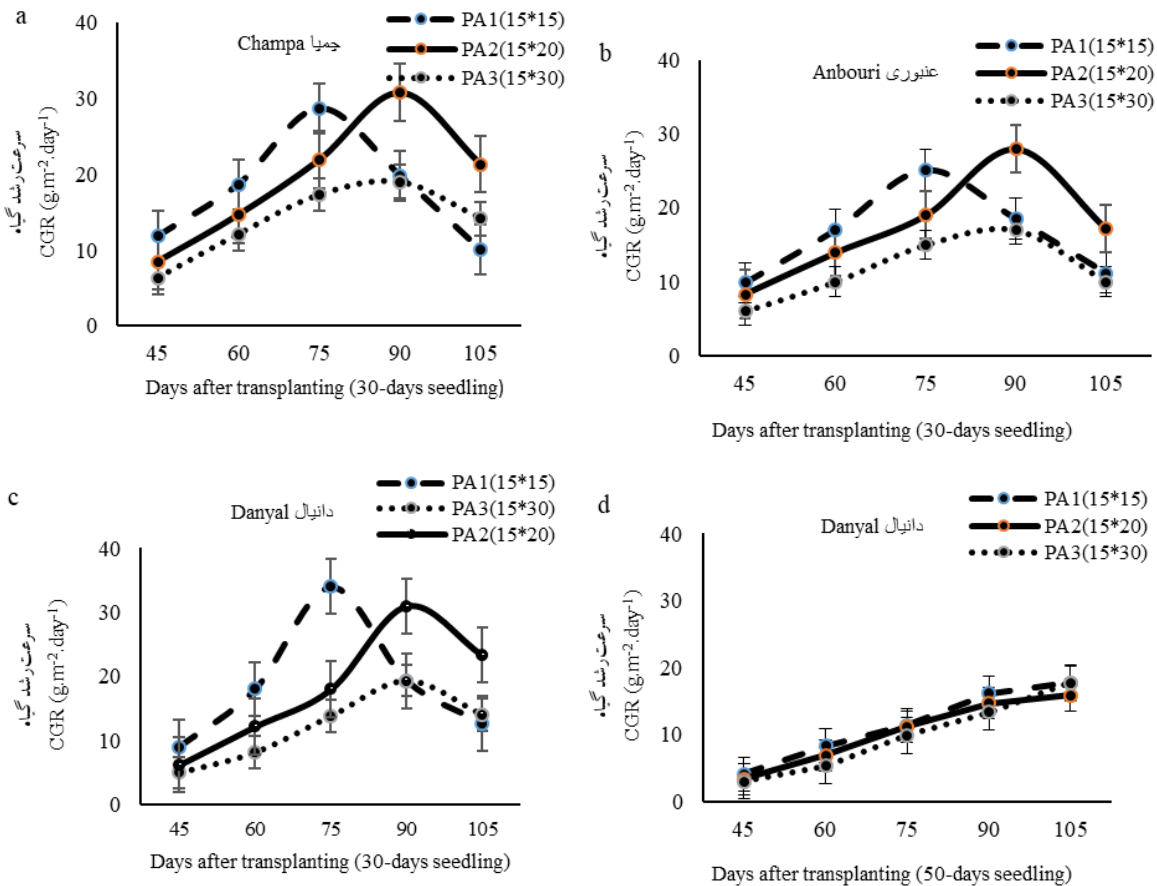 a
PA1(15*15)
PA2(15*20)
PA3(15*30)
Champa چمپا
سرعت رشد گیاه
CGR (g.m-2.day-1)
40
30
20
10
0
45 60 75 90 105
Days after transplanting (30-days seedling)
b
PA1(15*15)
PA2(15*20)
PA3(15*30)
Anbouri عنبوری
سرعت رشد گیاه
CGR (g.m-2.day-1)
40
30
20
10
0
45 60 75 90 105
Days after transplanting (30-days seedling)
c
PA1(15*15)
PA3(15*30)
PA2(15*20)
Danyal دانیال
سرعت رشد گیاه
CGR (g.m-2.day-1)
40
30
20
10
0
45 60 75 90 105
Days after transplanting (30-days seedling)
d
PA1(15*15)
PA2(15*20)
PA3(15*30)
Danyal دانیال
سرعت رشد گیاه
CGR (g.m-2.day-1)
40
30
20
10
0
45 60 75 90 105
Days after transplanting (50-days seedling)